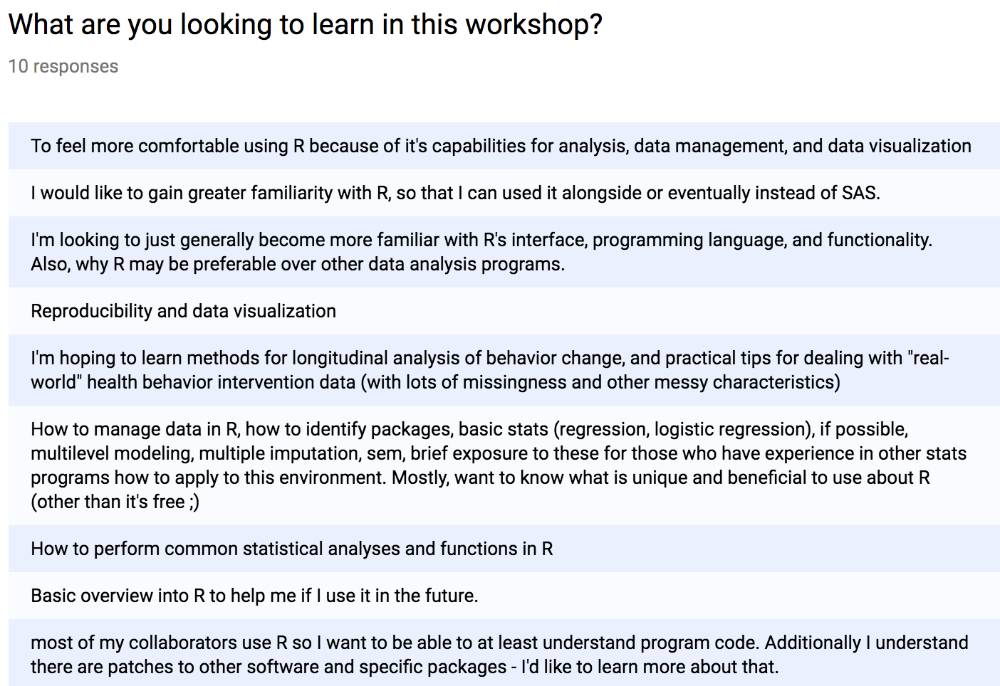 What are you looking to learn in this workshop?
10 responses
To feel more comfortable using R because of it's capabilities for analysis, data management, and data visualization
I would like to gain greater familiarity with R, so that I can used it alongside or eventually instead of SAS.
I'm looking to just generally become more familiar with R's interface, programming language, and functionality.
Also, why R may be preferable over other data analysis programs.
Reproducibility and data visualization
I'm hoping to learn methods for longitudinal analysis of behavior change, and practical tips for dealing with "real-
world" health behavior intervention data (with lots of missingness and other messy characteristics)
How to manage data in R, how to identify packages, basic stats (regression, logistic regression), if possible,
multilevel modeling, multiple imputation, sem, brief exposure to these for those who have experience in other stats
programs how to apply to this environment. Mostly, want to know what is unique and beneficial to use about R
(other than it's free ;)
How to perform common statistical analyses and functions in R
Basic overview into R to help me if I use it in the future.
most of my collaborators use R so I want to be able to at least understand program code. Additionally I understand
there are patches to other software and specific packages - I'd like to learn more about that.